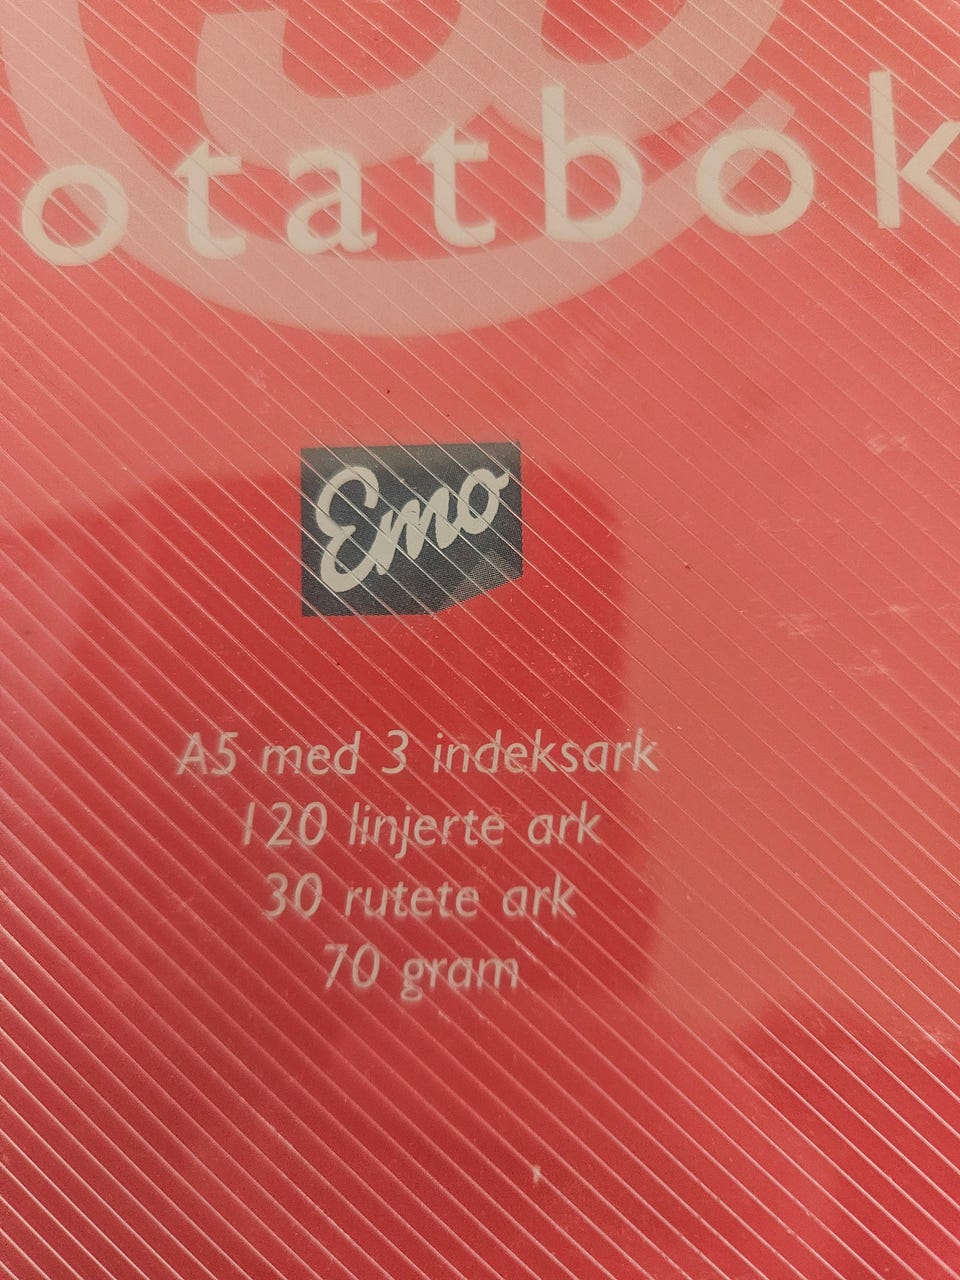 otatbok
Emo
A5 med 3 indeksark
120 linjerte ark
30 rutete ark
70 gram